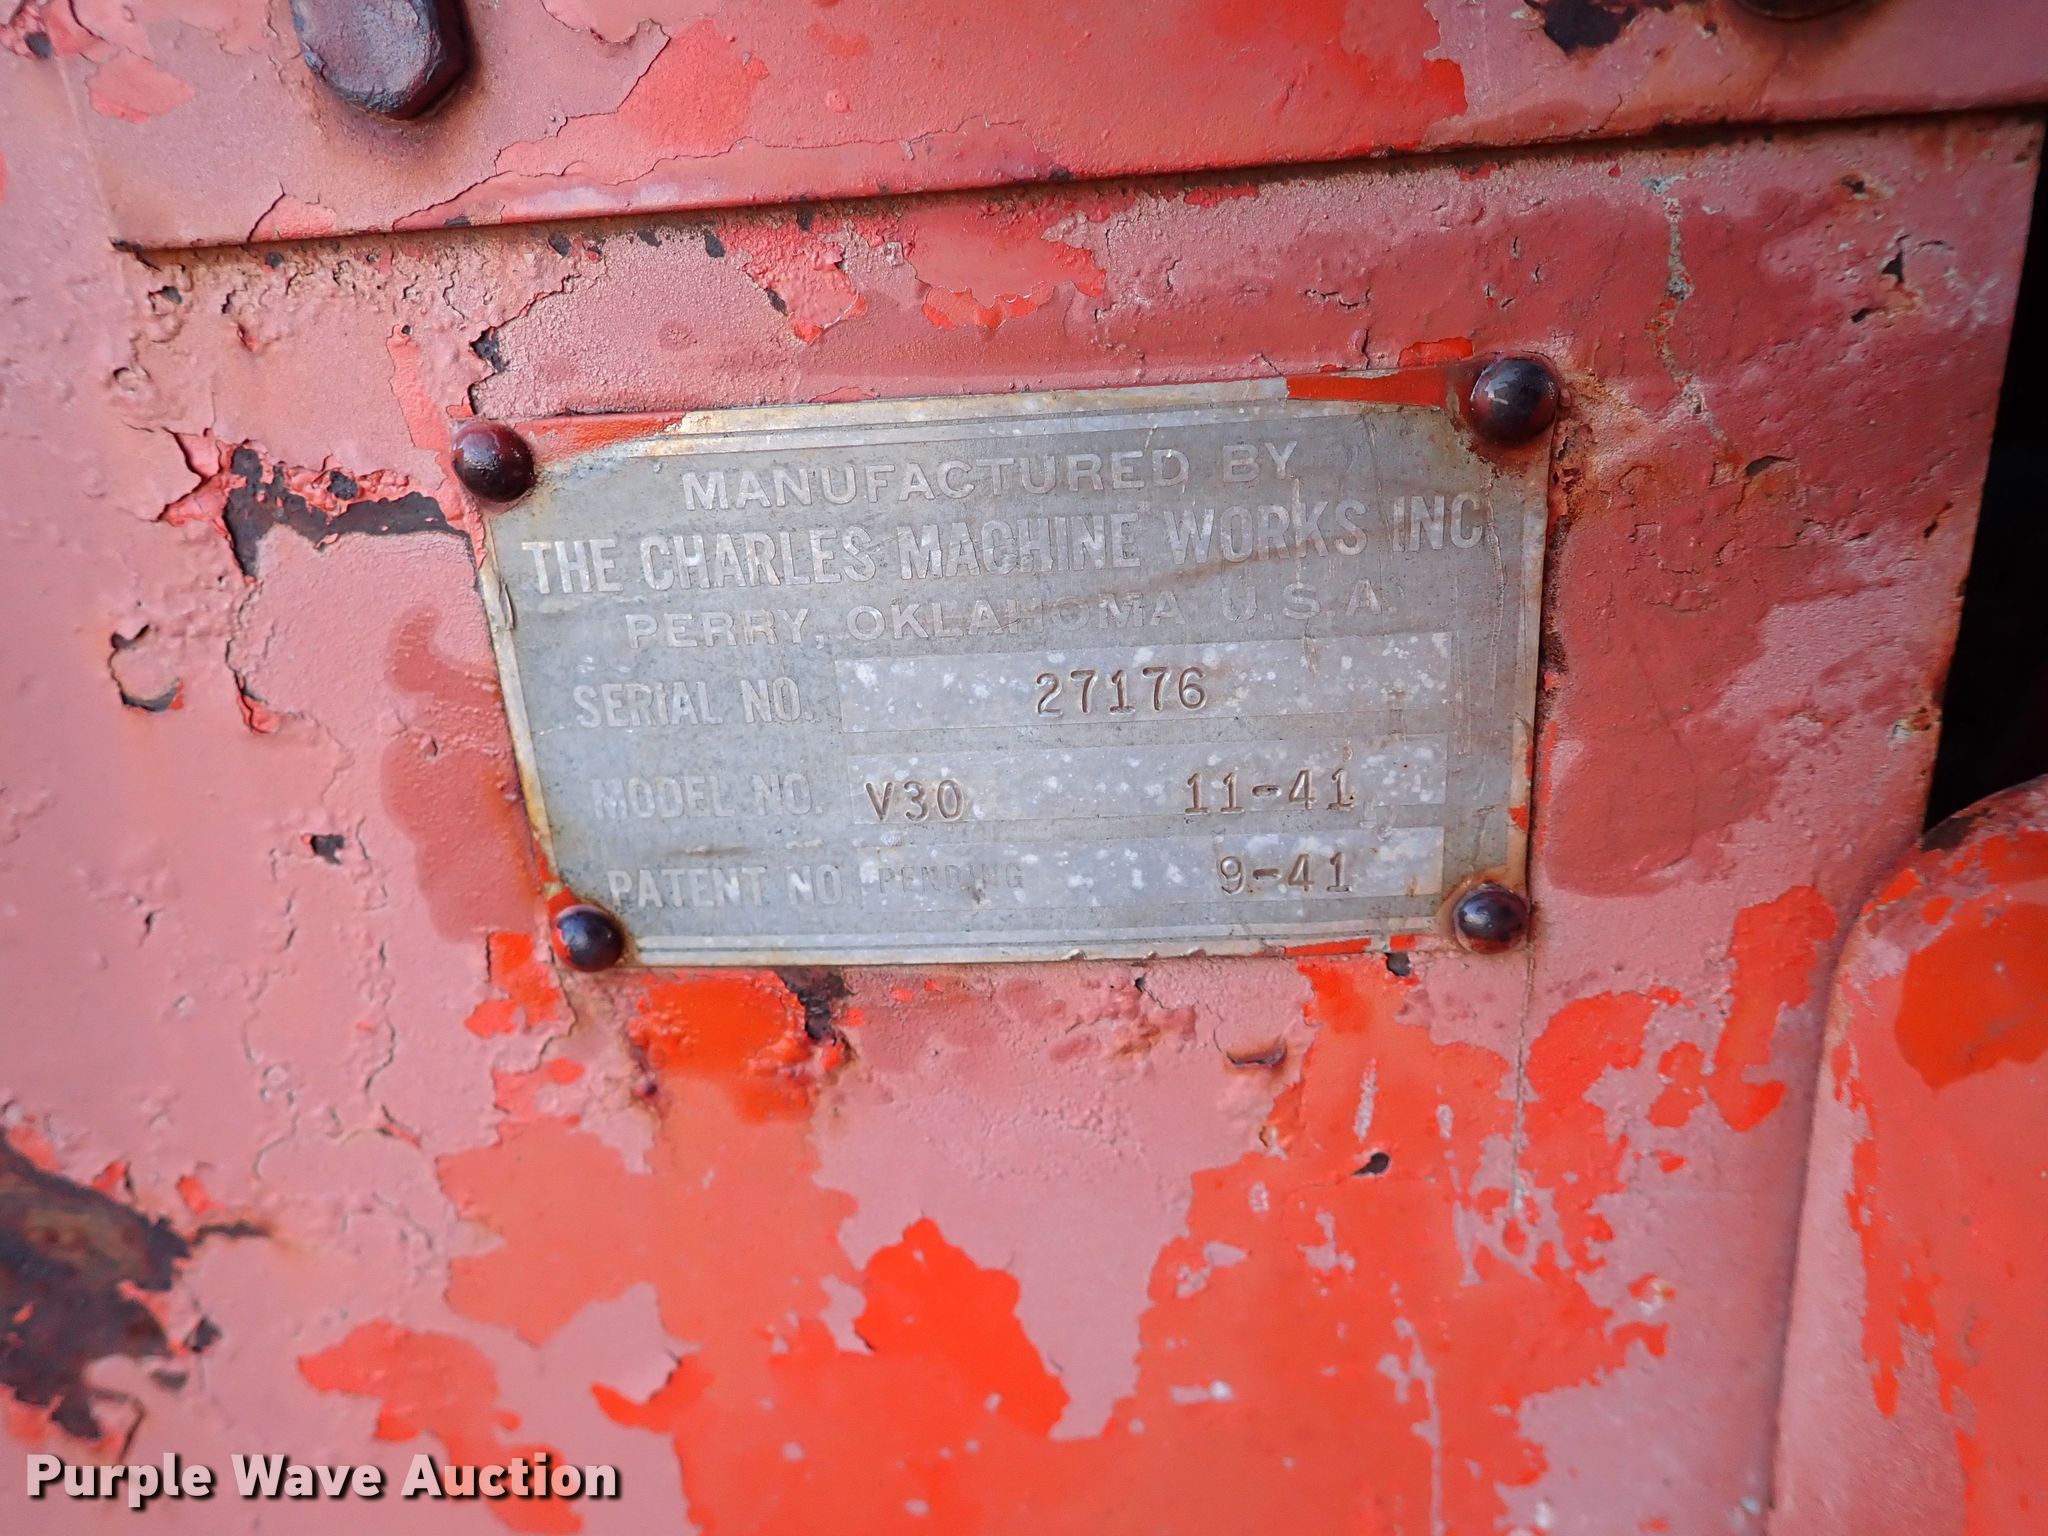 MANUFACTURED BY
THE CHARLES MACHINE WORKS INC
PERRY, OKLAHOMA U.S.A.
SERIAL NO. 27176
MODEL NO. V30 11-41
PATENT NO. PENDING 9-41
Purple Wave Auction